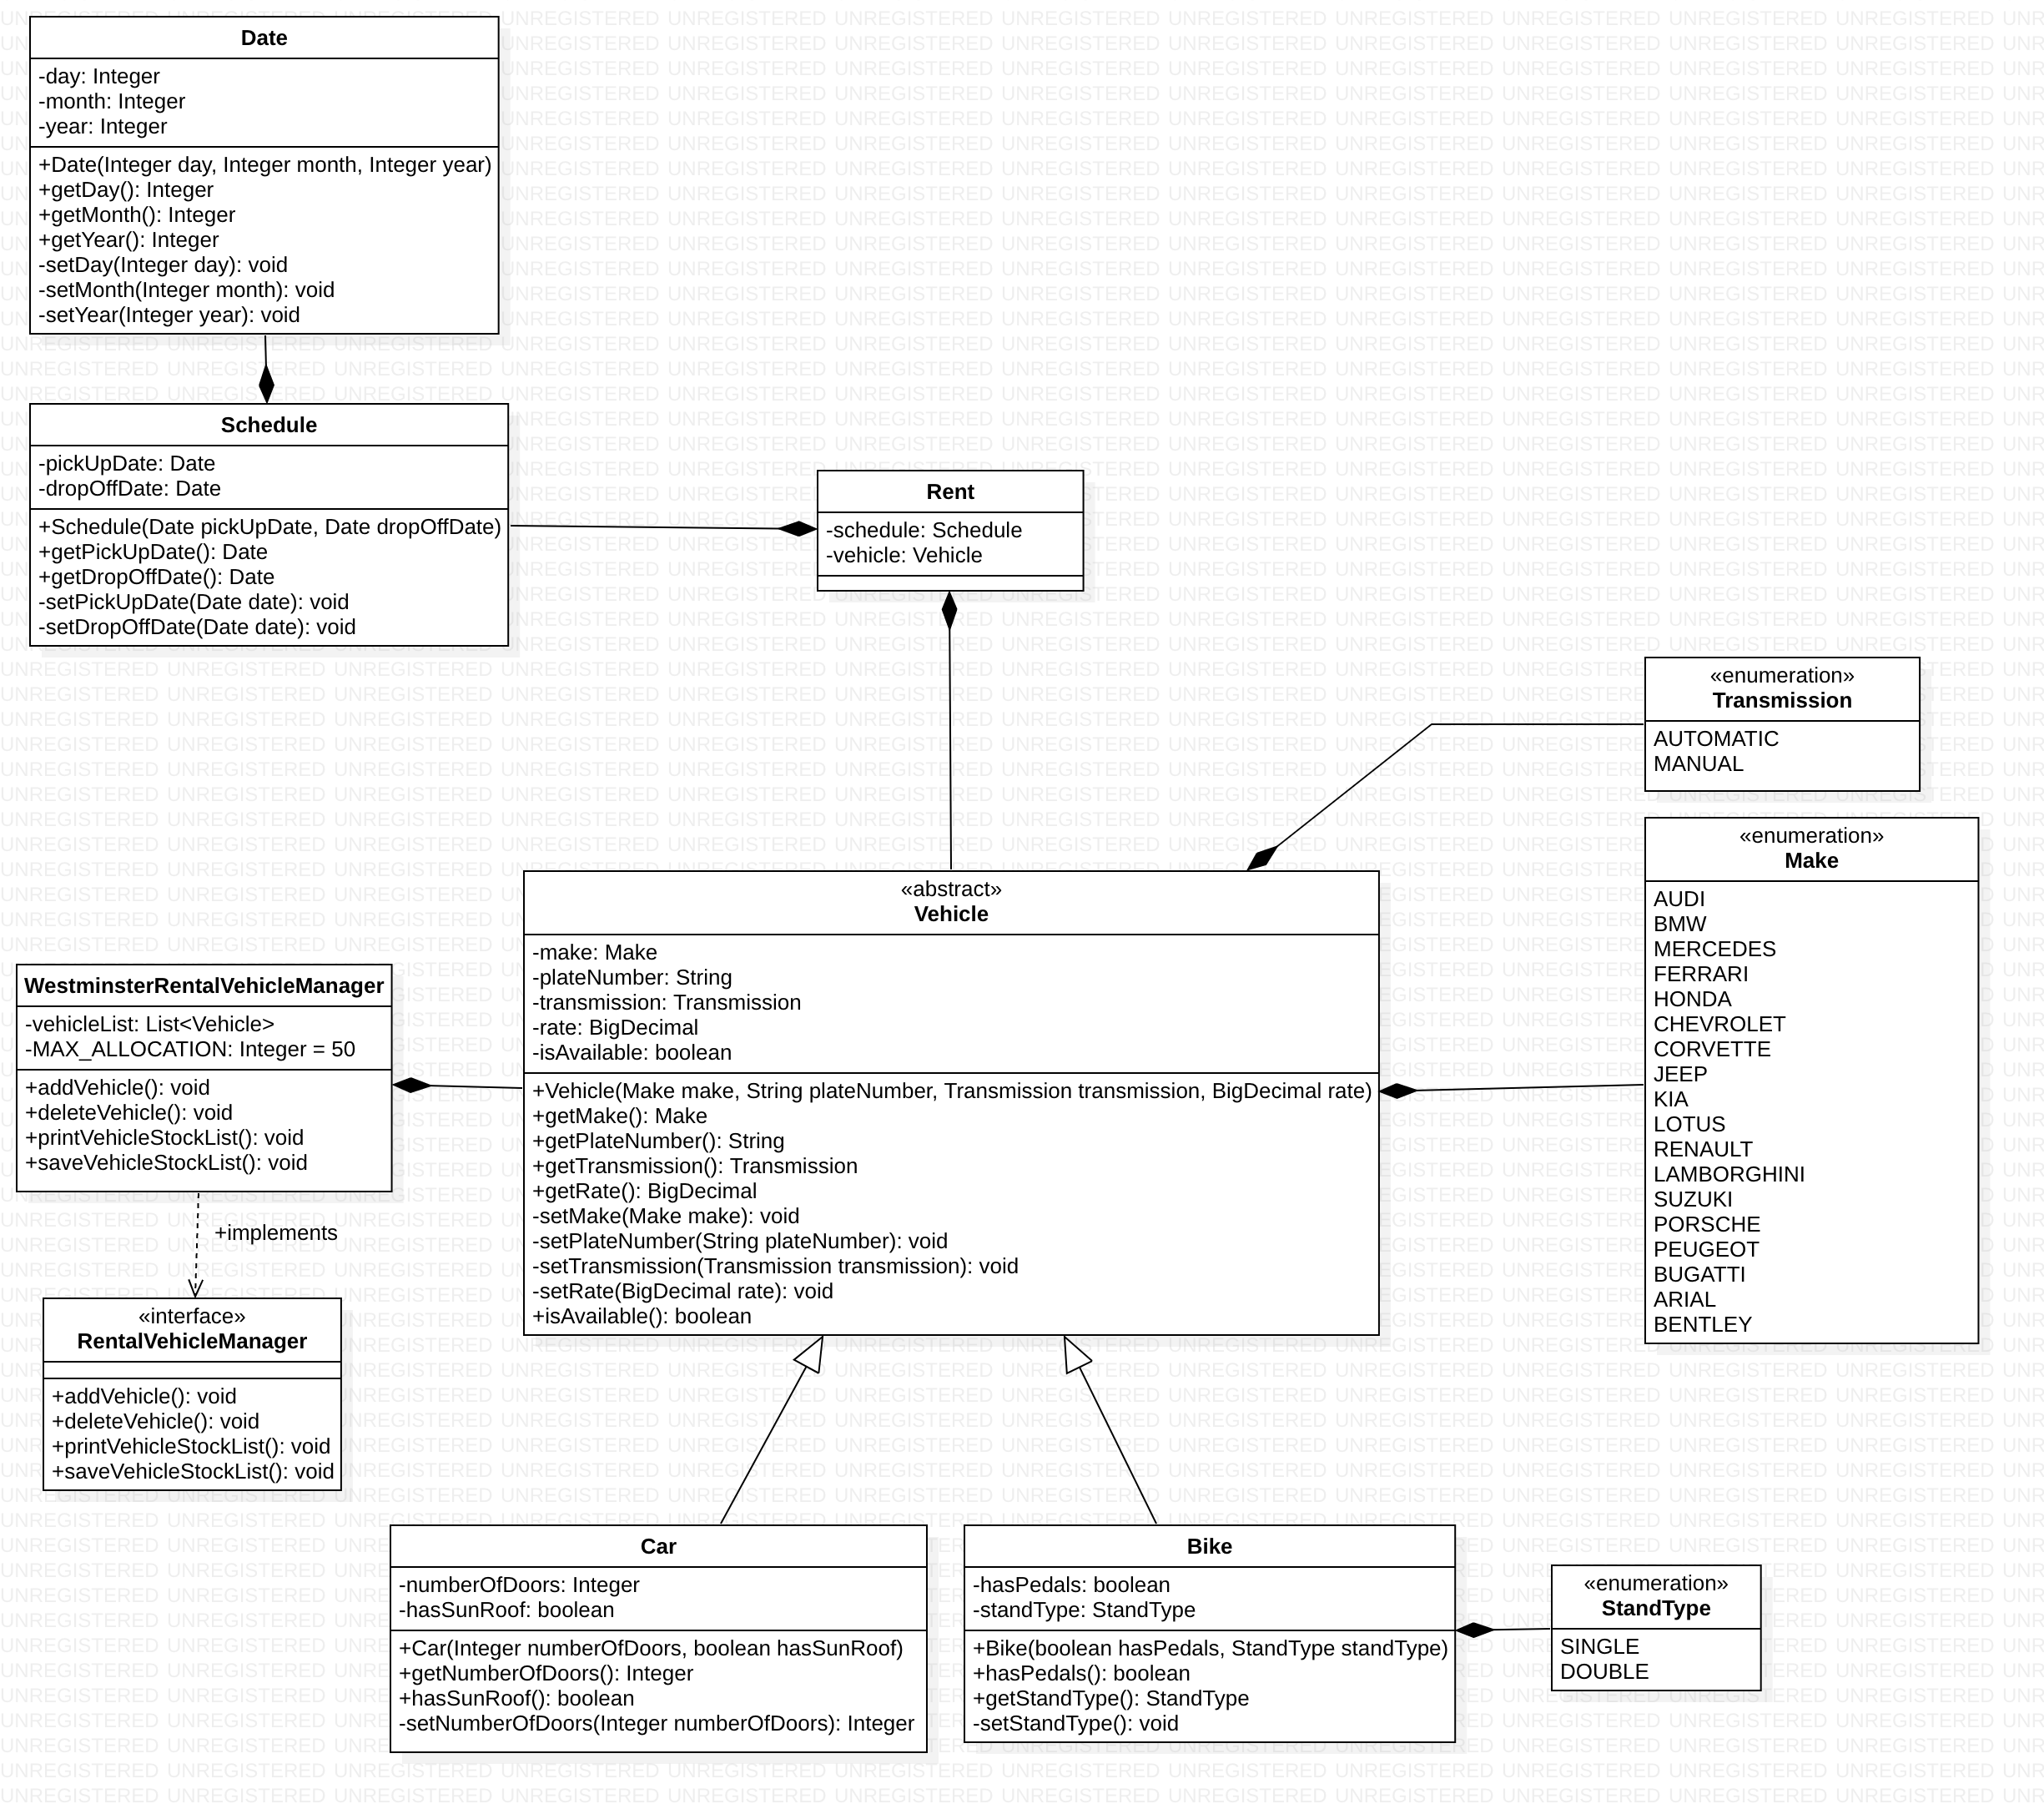 Date
-day: Integer
-month: Integer
-year: Integer
+Date(Integer day, Integer month, Integer year)
+getDay(): Integer
+getMonth(): Integer
+getYear(): Integer
-setDay(Integer day): void
-setMonth(Integer month): void
-setYear(Integer year): void
Schedule
-pickUpDate: Date
-dropOffDate: Date
+Schedule(Date pickUpDate, Date dropOffDate)
+getPickUpDate(): Date
+getDropOffDate(): Date
-setPickUpDate(Date date): void
-setDropOffDate(Date date): void
Rent
-schedule: Schedule
-vehicle: Vehicle
«enumeration»
Transmission
AUTOMATIC
MANUAL
«enumeration»
Make
AUDI
BMW
MERCEDES
FERRARI
HONDA
CHEVROLET
CORVETTE
JEEP
KIA
LOTUS
RENAULT
LAMBORGHINI
SUZUKI
PORSCHE
PEUGEOT
BUGATTI
ARIAL
BENTLEY
«abstract»
Vehicle
-make: Make
-plateNumber: String
-transmission: Transmission
-rate: BigDecimal
-isAvailable: boolean
+Vehicle(Make make, String plateNumber, Transmission transmission, BigDecimal rate)
+getMake(): Make
+getPlateNumber(): String
+getTransmission(): Transmission
+getRate(): BigDecimal
-setMake(Make make): void
-setPlateNumber(String plateNumber): void
-setTransmission(Transmission transmission): void
-setRate(BigDecimal rate): void
+isAvailable(): boolean
WestminsterRentalVehicleManager
-vehicleList: List<Vehicle>
-MAX_ALLOCATION: Integer = 50
+addVehicle(): void
+deleteVehicle(): void
+printVehicleStockList(): void
+saveVehicleStockList(): void
+implements
«interface»
RentalVehicleManager
+addVehicle(): void
+deleteVehicle(): void
+printVehicleStockList(): void
+saveVehicleStockList(): void
Car
-numberOfDoors: Integer
-hasSunRoof: boolean
+Car(Integer numberOfDoors, boolean hasSunRoof)
+getNumberOfDoors(): Integer
+hasSunRoof(): boolean
-setNumberOfDoors(Integer numberOfDoors): Integer
Bike
-hasPedals: boolean
-standType: StandType
+Bike(boolean hasPedals, StandType standType)
+hasPedals(): boolean
+getStandType(): StandType
-setStandType(): void
«enumeration»
StandType
SINGLE
DOUBLE
UNREGISTERED